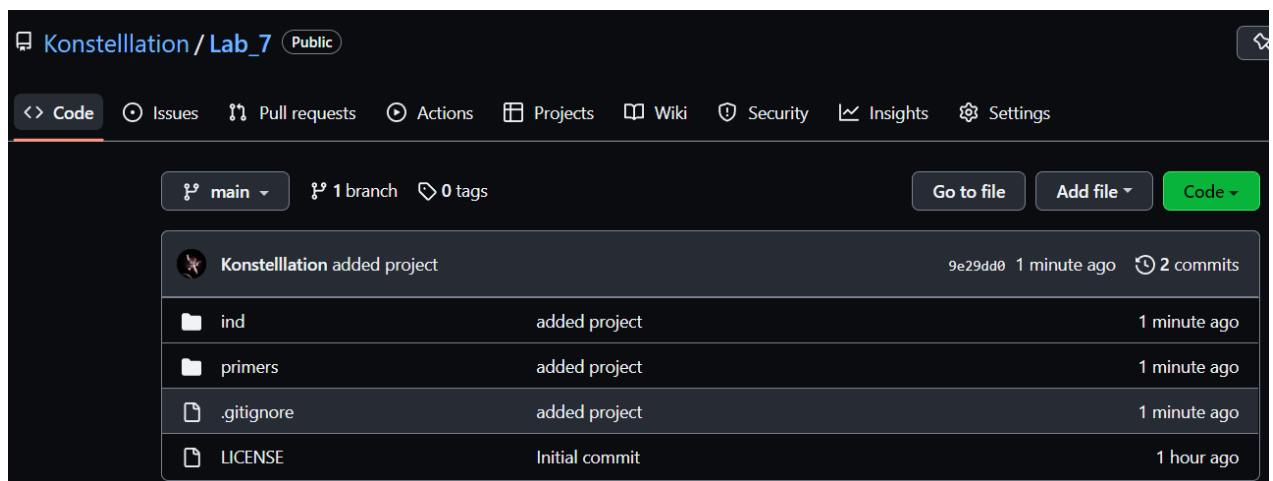 Konstelllation / Lab_7 Public
<> Code Issues Pull requests Actions Projects Wiki Security Insights Settings
main 1 branch 0 tags Go to file Add file Code
Konstelllation added project 9e29dd0 1 minute ago 2 commits
ind added project 1 minute ago
primers added project 1 minute ago
.gitignore added project 1 minute ago
LICENSE Initial commit 1 hour ago